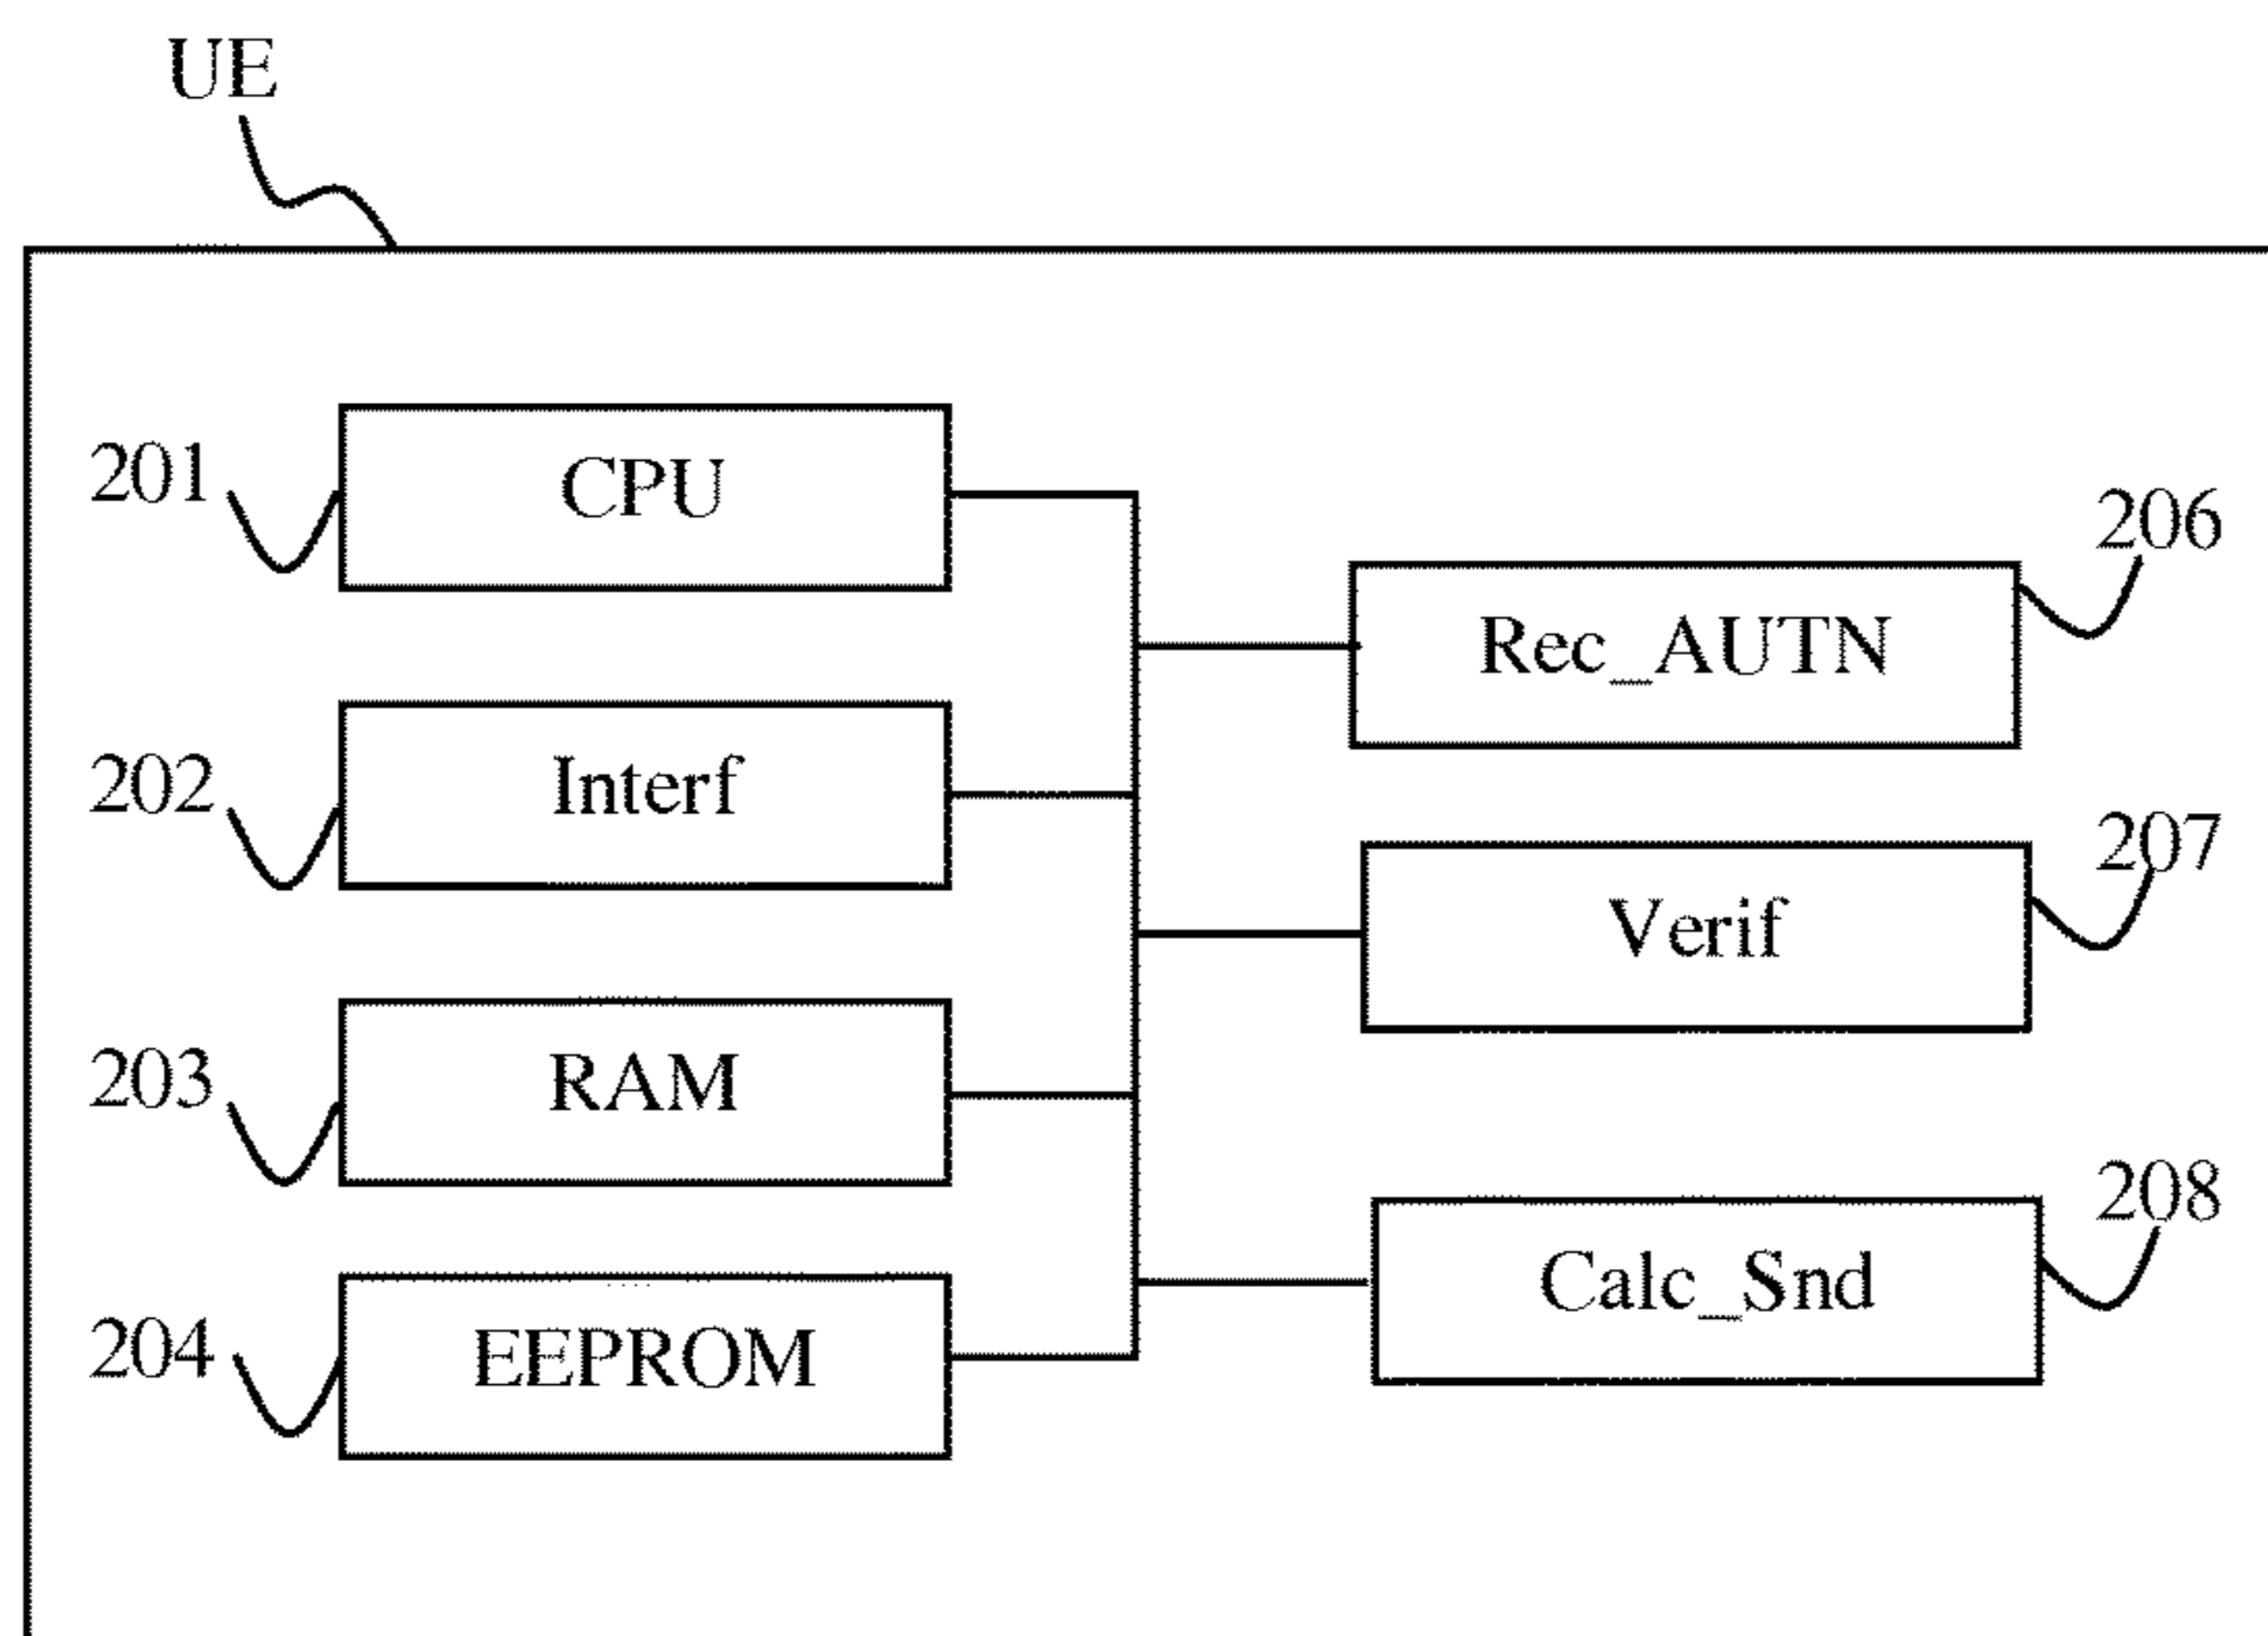 UE
201
CPU
206
Rec_AUTN
202
Interf
207
Verif
203
RAM
208
Calc_Snd
204
EEPROM